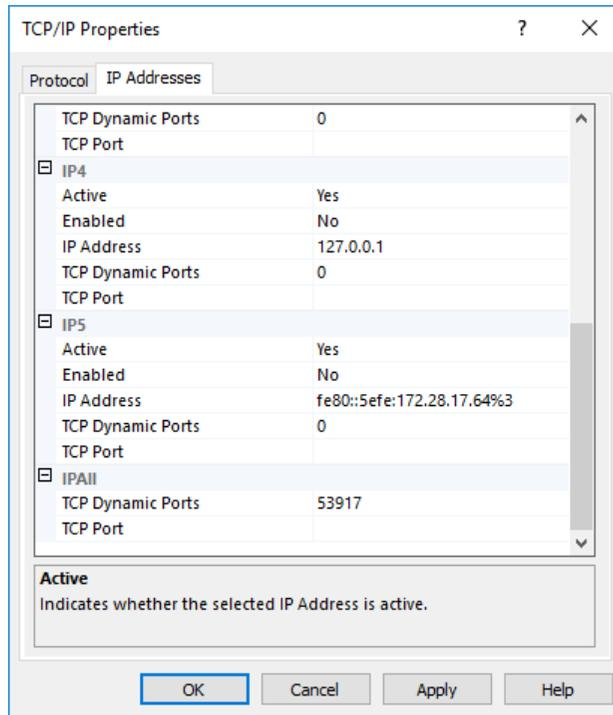 TCP/IP Properties ? ×
Protocol IP Addresses
TCP Dynamic Ports 0
TCP Port
IP4
Active Yes
Enabled No
IP Address 127.0.0.1
TCP Dynamic Ports 0
TCP Port
IP5
Active Yes
Enabled No
IP Address fe80::5efe:172.28.17.64%3
TCP Dynamic Ports 0
TCP Port
IPAll
TCP Dynamic Ports 53917
TCP Port
Active
Indicates whether the selected IP Address is active.
OK Cancel Apply Help